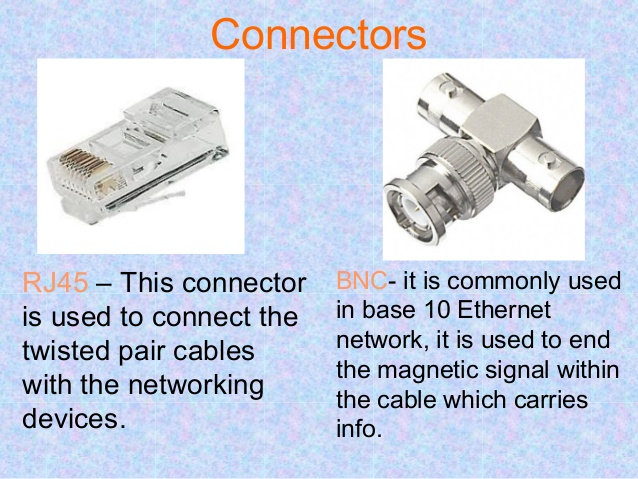 Connectors
RJ45 – This connector
is used to connect the
twisted pair cables
with the networking
devices.
BNC- it is commonly used
in base 10 Ethernet
network, it is used to end
the magnetic signal within
the cable which carries
info.